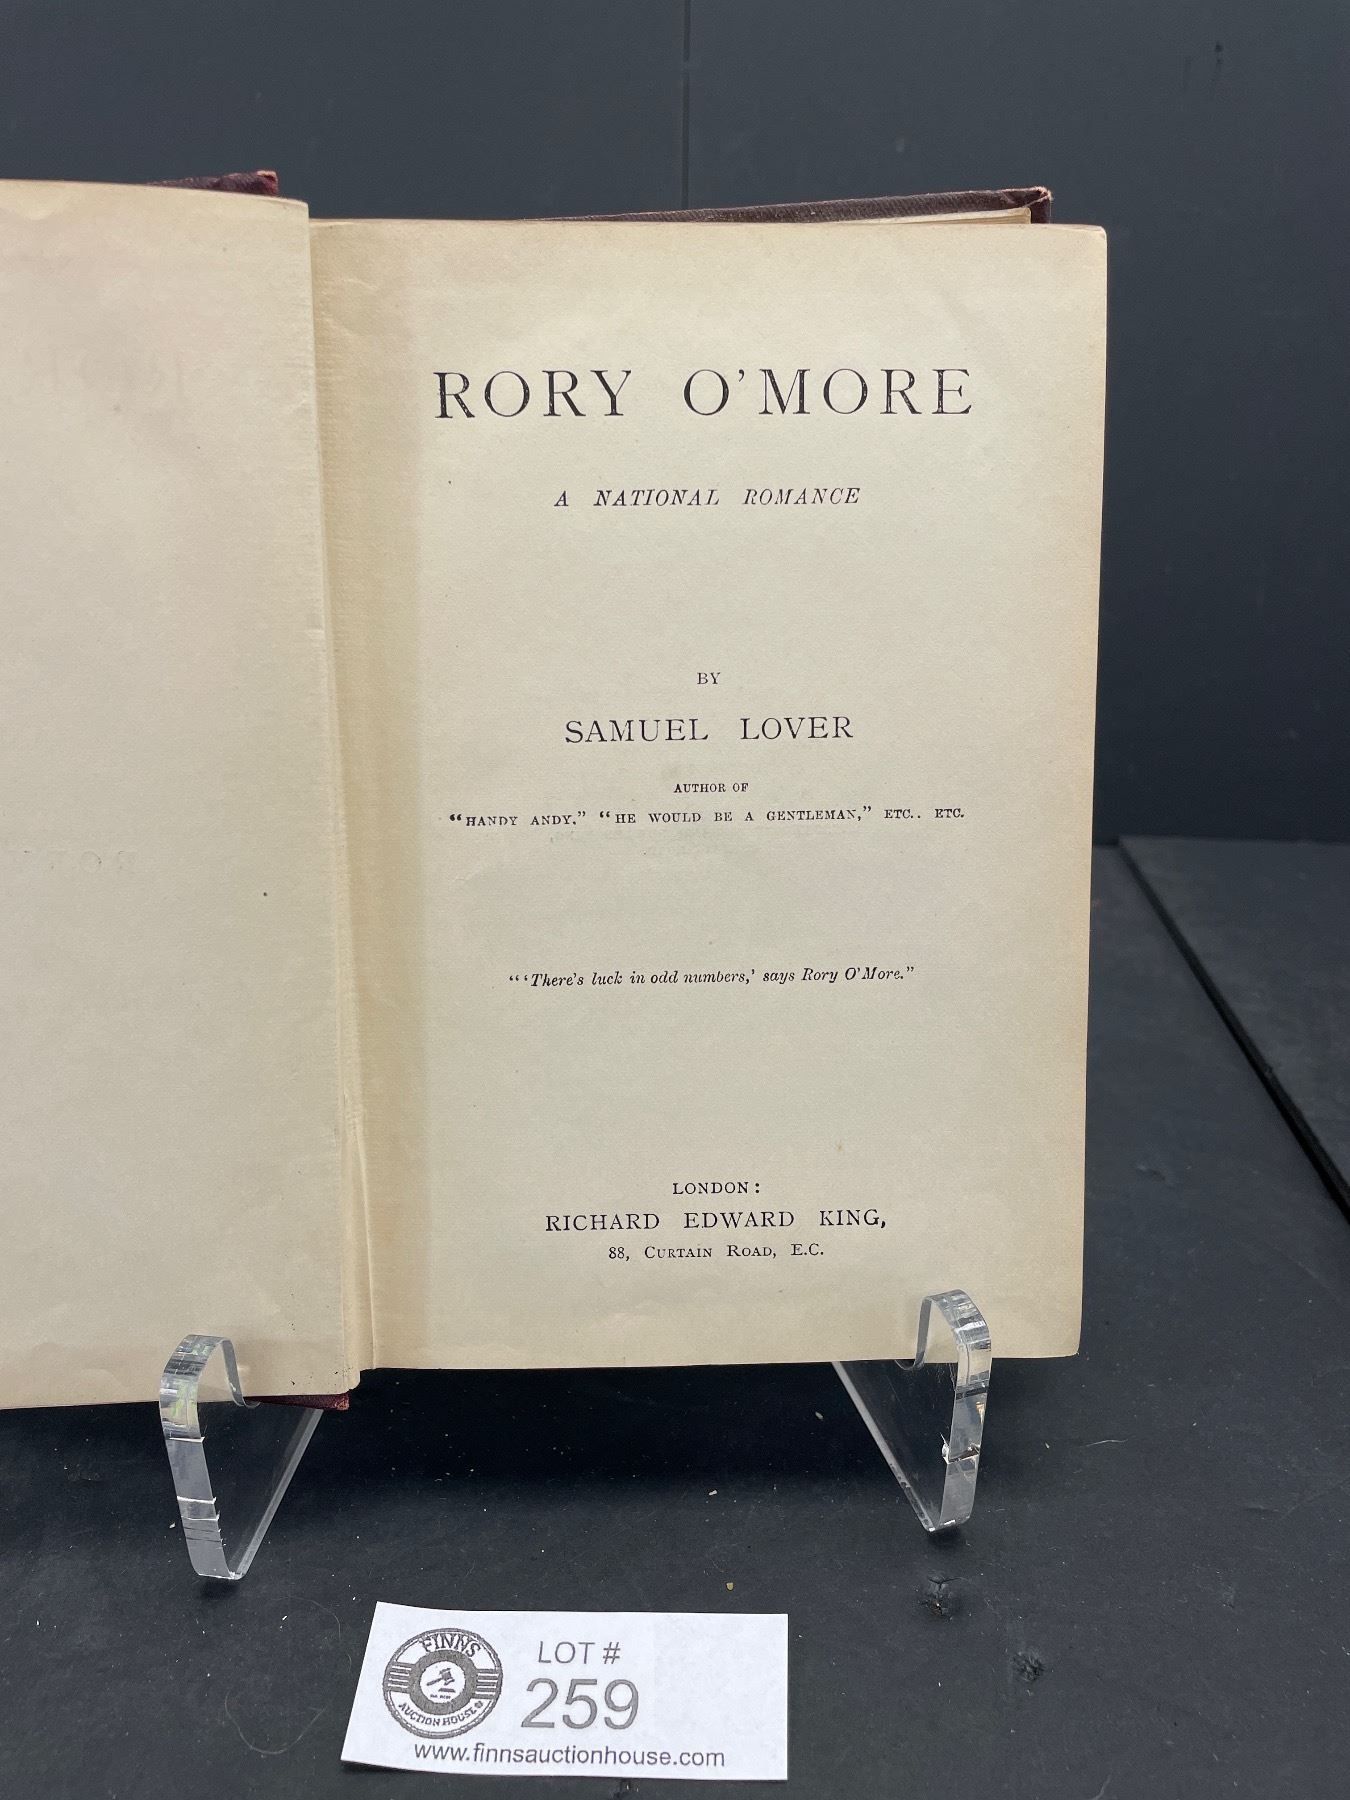 RORY O'MORE
A NATIONAL ROMANCE
BY
SAMUEL LOVER
AUTHOR OF
"HANDY ANDY," "HE WOULD BE A GENTLEMAN," ETC.. ETC.
"'There's luck in odd numbers,' says Rory O'More."
LONDON:
RICHARD EDWARD KING,
88, CURTAIN ROAD, E.C.
FINNS
AUCTION HOUSE
LOT #
259
www.finnsauctionhouse.com